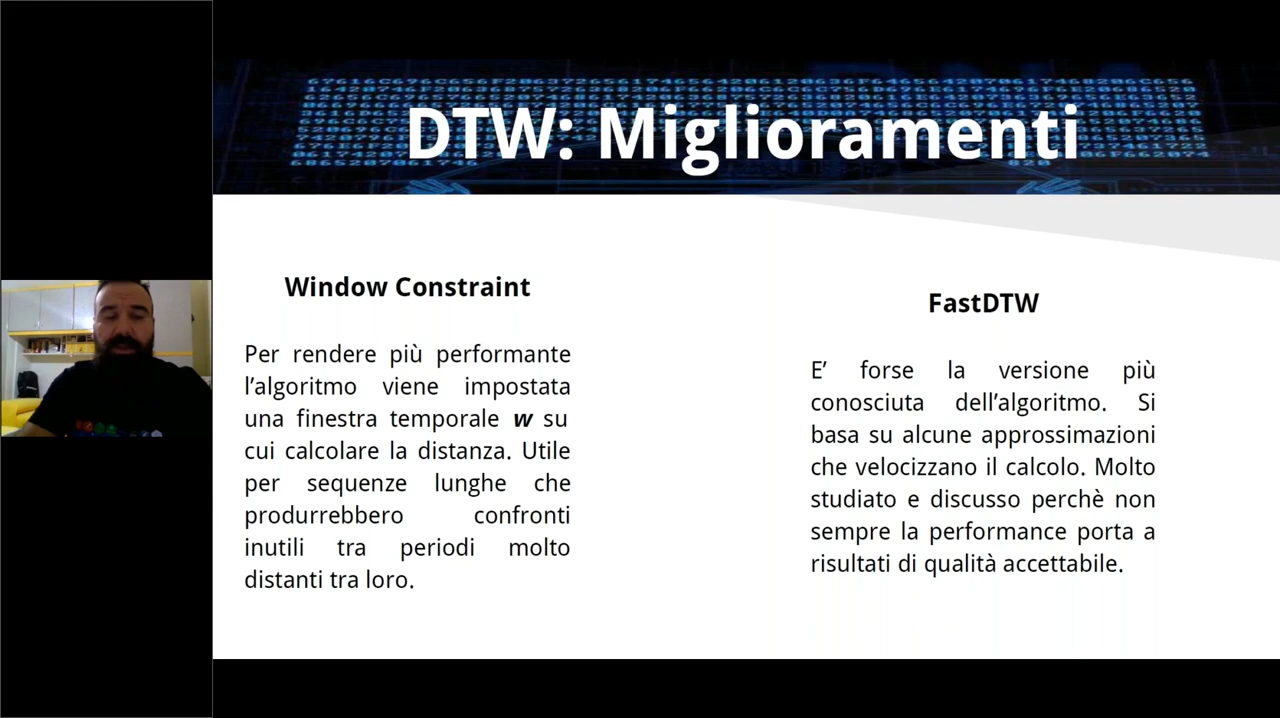 DTW: Miglioramenti
Window Constraint
Per rendere più performante
l'algoritmo viene impostata
una finestra temporale w su
cui calcolare la distanza. Utile
per sequenze lunghe che
produrrebbero confronti
inutili tra periodi molto
distanti tra loro.
FastDTW
E' forse la versione più
conosciuta dell'algoritmo. Si
basa su alcune approssimazioni
che velocizzano il calcolo. Molto
studiato e discusso perchè non
sempre la performance porta a
risultati di qualità accettabile.